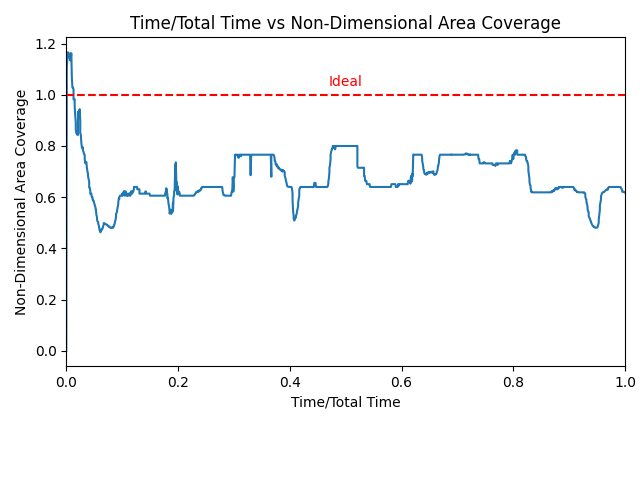 Time/Total Time vs Non-Dimensional Area Coverage
Non-Dimensional Area Coverage
1.2
1.0
0.8
0.6
0.4
0.2
0.0
Ideal
0.0 0.2 0.4 0.6 0.8 1.0
Time/Total Time